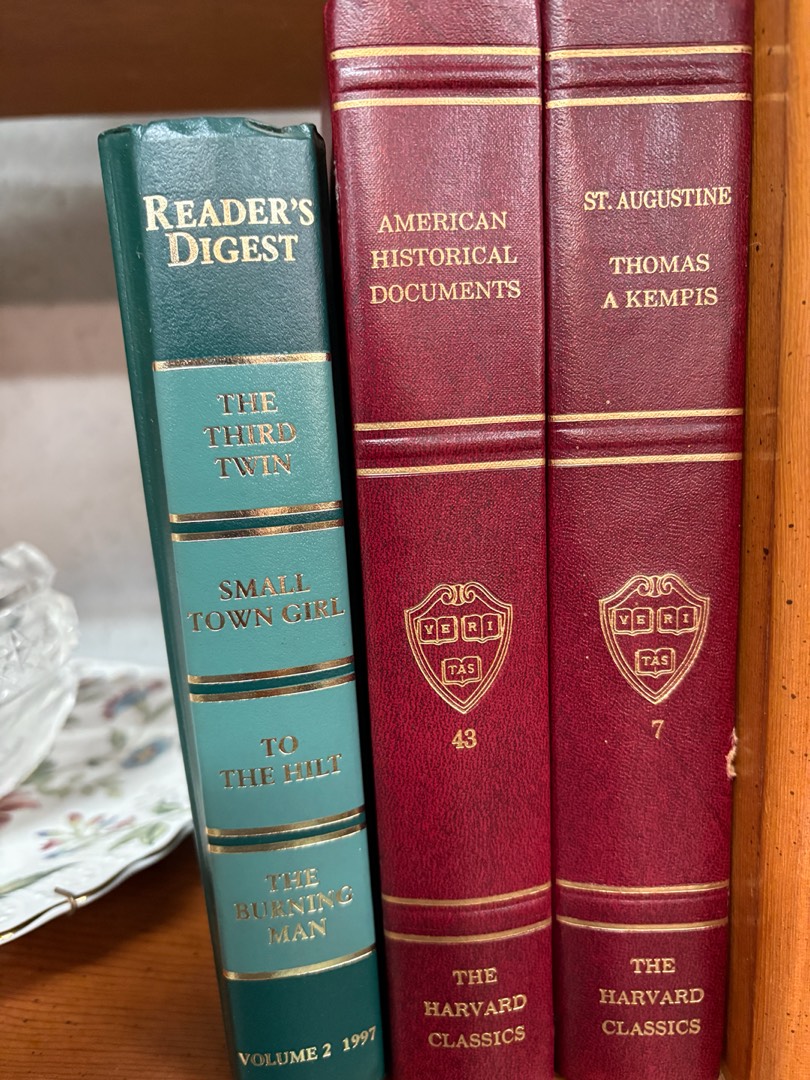 READER'S
DIGEST
THE
THIRD
TWIN
SMALL
TOWN GIRL
TO
THE HILT
THE
BURNING
MAN
VOLUME 2 1997
AMERICAN
HISTORICAL
DOCUMENTS
VE RI
TAS
43
THE
HARVARD
CLASSICS
ST. AUGUSTINE
THOMAS
A KEMPIS
VE RI
TAS
7
THE
HARVARD
CLASSICS